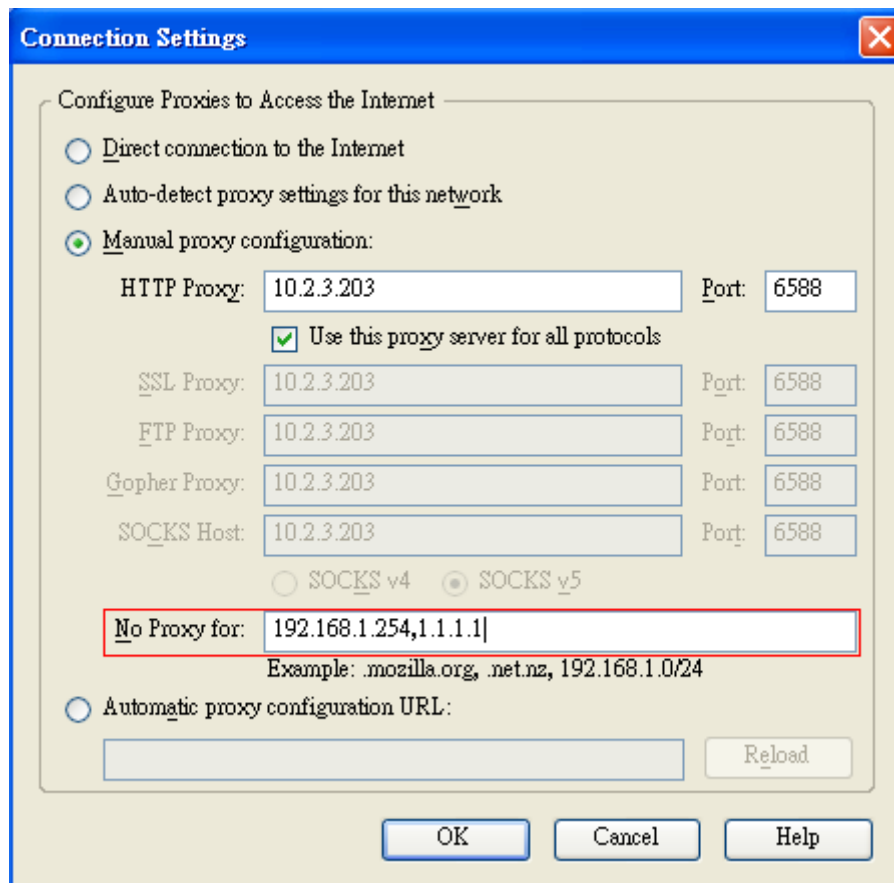 Connection Settings
Configure Proxies to Access the Internet
Direct connection to the Internet
Auto-detect proxy settings for this network
Manual proxy configuration:
HTTP Proxy: 10.2.3.203 Port: 6588
Use this proxy server for all protocols
SSL Proxy: 10.2.3.203 Port: 6588
FTP Proxy: 10.2.3.203 Port: 6588
Gopher Proxy: 10.2.3.203 Port: 6588
SOCKS Host: 10.2.3.203 Port: 6588
SOCKS v4 SOCKS v5
No Proxy for: 192.168.1.254,1.1.1.1
Example: .mozilla.org, .net.nz, 192.168.1.0/24
Automatic proxy configuration URL:
Reload
OK Cancel Help